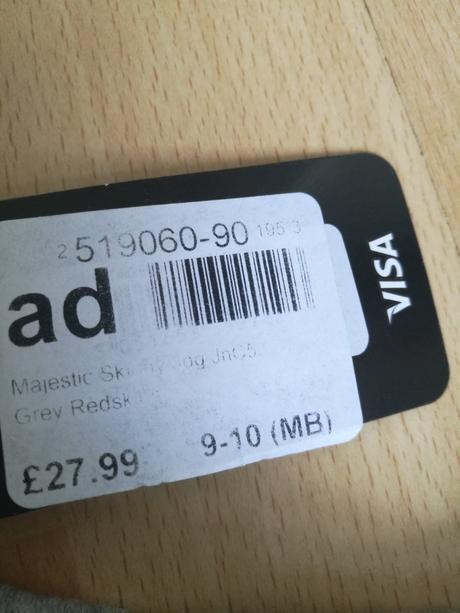 2 519060-90 195 3
ad
Majestic
Grey
£27.99 9-10 (MB)
VISA